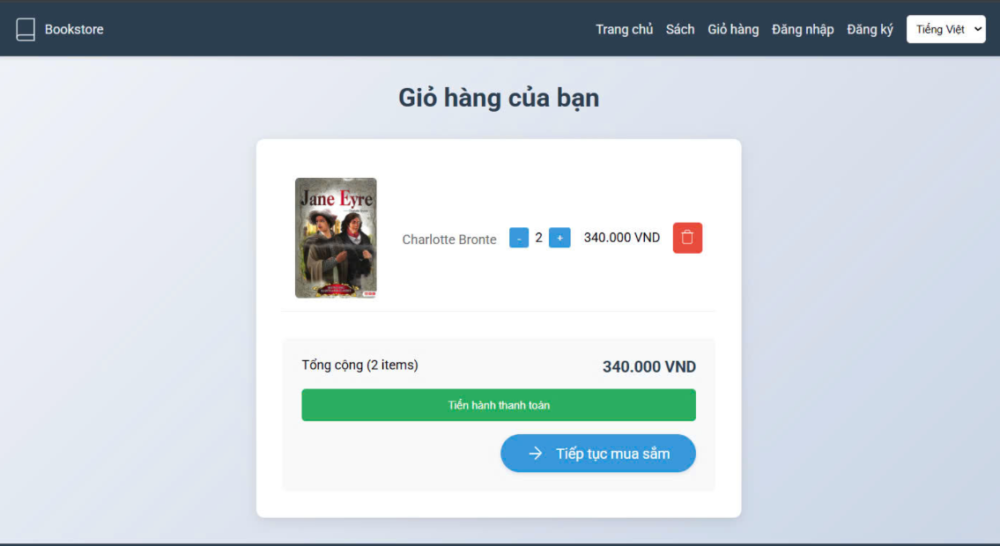 Bookstore
Trang chủ Sách Giỏ hàng Đăng nhập Đăng ký Tiếng Việt
Giỏ hàng của bạn
Jane Eyre
Charlotte Bronte - 2 + 340.000 VND
Tổng cộng (2 items) 340.000 VND
Tiến hành thanh toán
Tiếp tục mua sắm